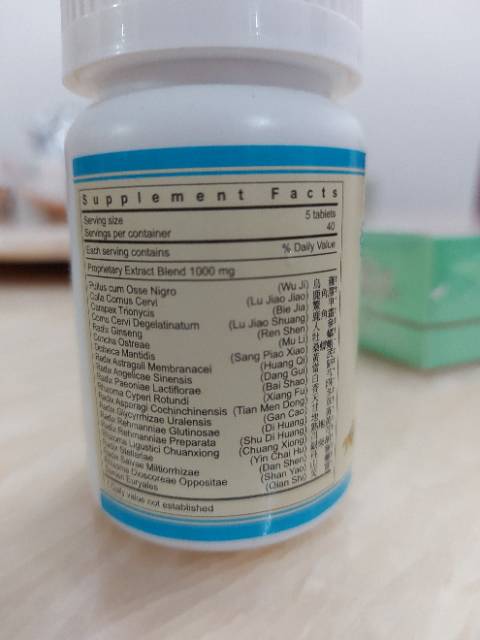 Supplement Facts
Serving size 5 tablets
Servings per container 40
Each serving contains % Daily Value
Proprietary Extract Blend 1000 mg
Pullus cum Osse Nigro (Wu Ji)
Colla Cornus Cervi (Lu Jiao Jiao)
Carapax Trionycis (Bie Jia)
Cornu Cervi Degelatinatum (Lu Jiao Shuang)
Radix Ginseng (Ren Shen)
Concha Ostreae (Mu Li)
Ootheca Mantidis (Sang Piao Xiao)
Radix Astraguli Membranacei (Huang Qi)
Radix Angelicae Sinensis (Dang Gui)
Radix Paeoniae Lactiflorae (Bai Shao)
Rhizoma Cyperi Rotundi (Xiang Fu)
Radix Asparagi Cochinchinensis (Tian Men Dong)
Radix Glycyrrhizae Uralensis (Gan Cao)
Radix Rehmanniae Glutinosae (Di Huang)
Radix Rehmanniae Preparata (Shu Di Huang)
Rhizoma Ligustici Chuanxiong (Chuang Xiong)
Radix Stellariae (Yin Chai Hu)
Radix Salvae Miltiorrhizae (Dan Shen)
Rhizoma Dioscoreae Oppositae (Shan Yao)
Semen Euryales (Qian Shi)
Daily value not established